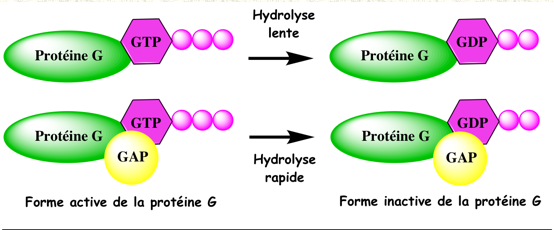 Hydrolyse
lente
Protéine G
GTP
Protéine G
GDP
Protéine G
GTP
GAP
Hydrolyse
rapide
Protéine G
GDP
GAP
Forme active de la protéine G
Forme inactive de la protéine G